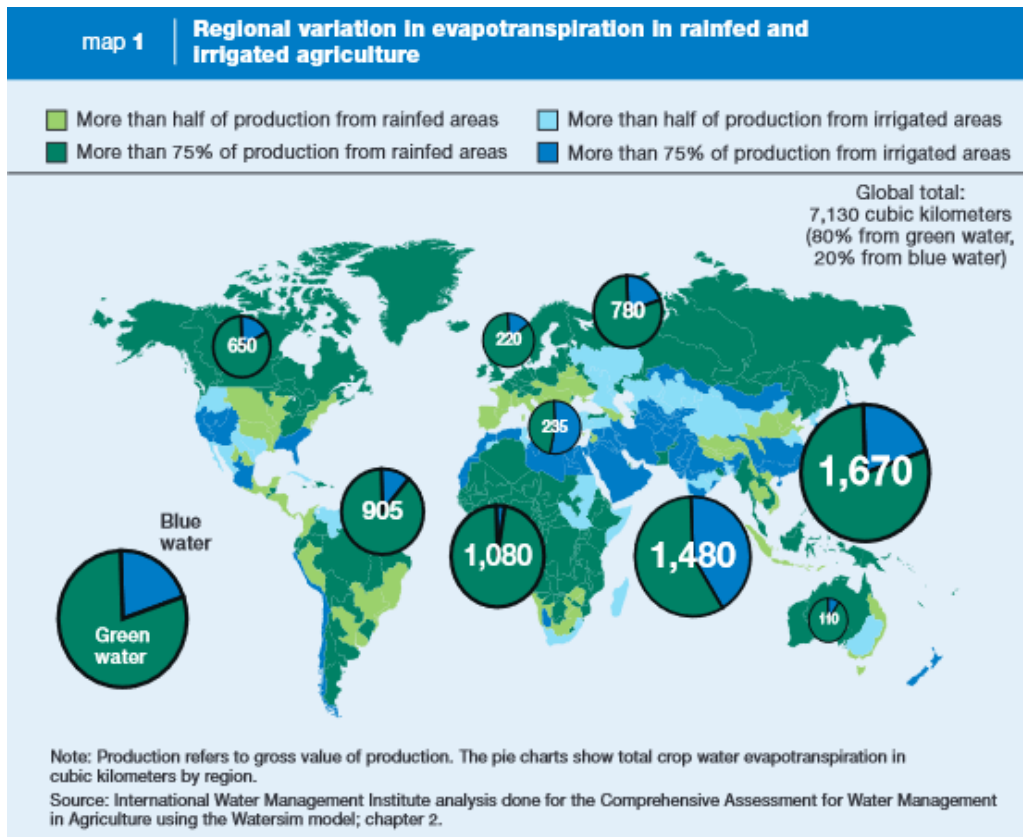 map 1
Regional variation in evapotranspiration in rainfed and
irrigated agriculture
More than half of production from rainfed areas
More than 75% of production from rainfed areas
More than half of production from irrigated areas
More than 75% of production from irrigated areas
Global total:
7,130 cubic kilometers
(80% from green water,
20% from blue water)
780
650
220
235
1,670
905
1,080
1,480
110
Blue
water
Green
water
Note: Production refers to gross value of production. The pie charts show total crop water evapotranspiration in
cubic kilometers by region.
Source: International Water Management Institute analysis done for the Comprehensive Assessment for Water Management
in Agriculture using the Watersim model; chapter 2.